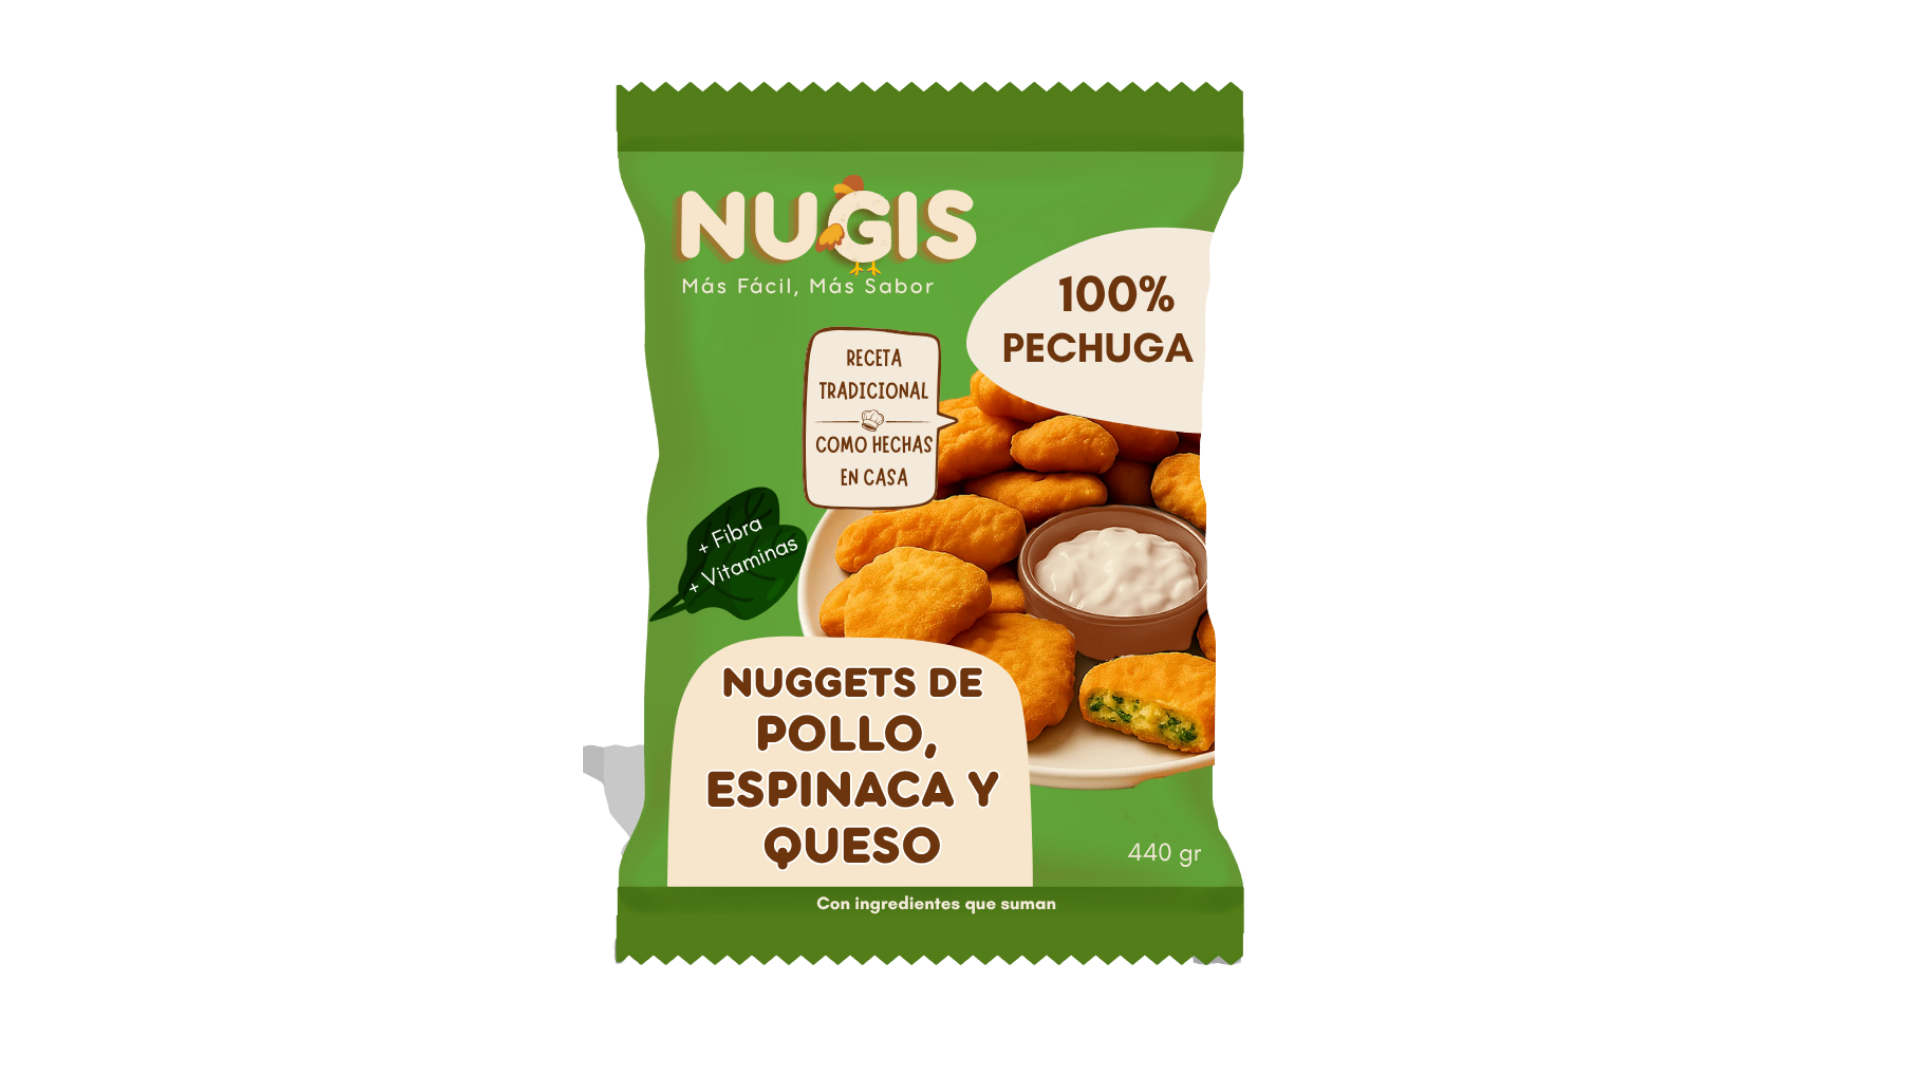 NUGIS
Más Fácil, Más Sabor
100%
PECHUGA
RECETA
TRADICIONAL
COMO HECHAS
EN CASA
+ Fibra
+ Vitaminas
NUGGETS DE
POLLO,
ESPINACA Y
QUESO
440 gr
Con ingredientes que suman